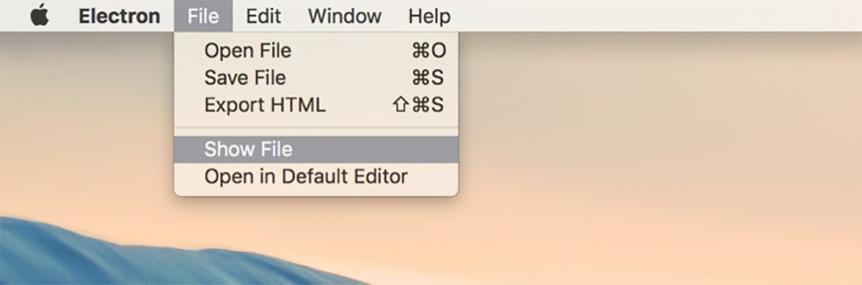 Electron File Edit Window Help
Open File ⌘O
Save File ⌘S
Export HTML ⇧⌘S
Show File
Open in Default Editor